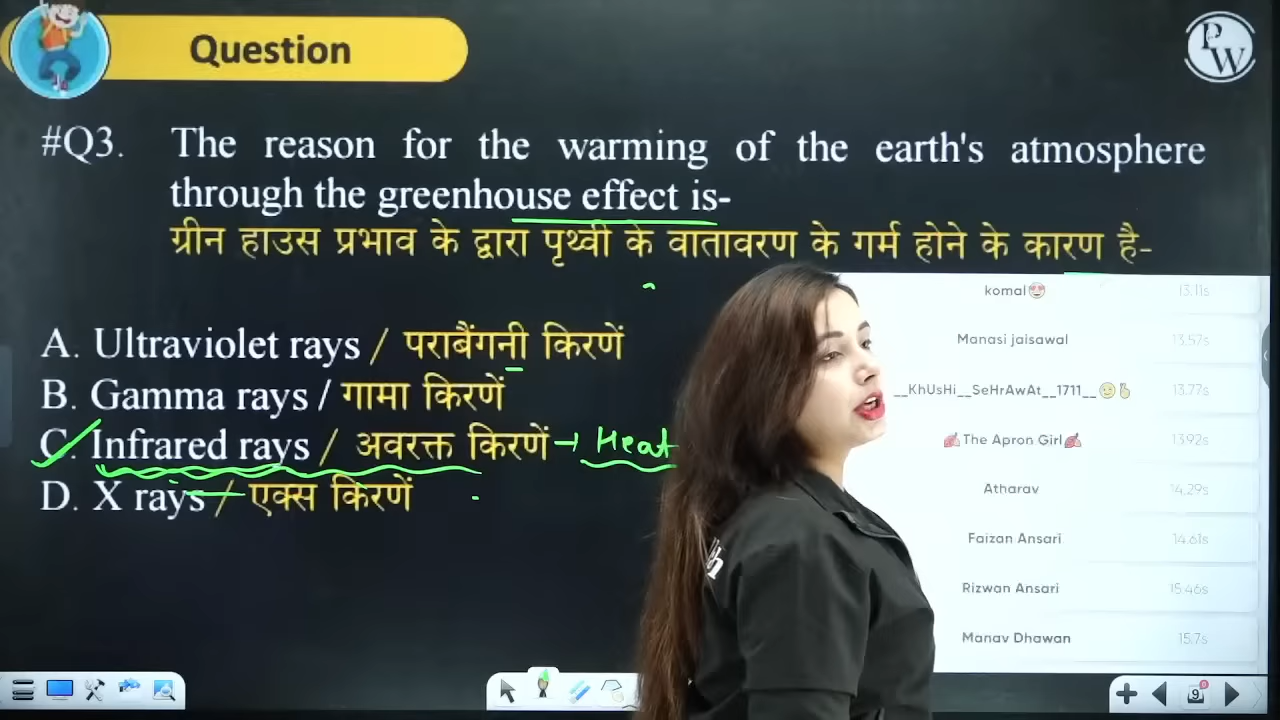 Question
PW
#Q3. The reason for the warming of the earth's atmosphere
through the greenhouse effect is-
ग्रीन हाउस प्रभाव के द्वारा पृथ्वी के वातावरण के गर्म होने के कारण है-
A. Ultraviolet rays / पराबैंगनी किरणें
B. Gamma rays / गामा किरणें
C. Infrared rays / अवरक्त किरणें → Heat
D. X rays / एक्स किरणें
komal😍 13.11s
Manasi jaisawal 13.57s
__KhUsHi__SeHrAwAt__1711__😉🫰 13.77s
🫁The Apron Girl🫁 13.92s
Atharav 14.29s
Faizan Ansari 14.61s
Rizwan Ansari 15.46s
Manav Dhawan 15.7s
9